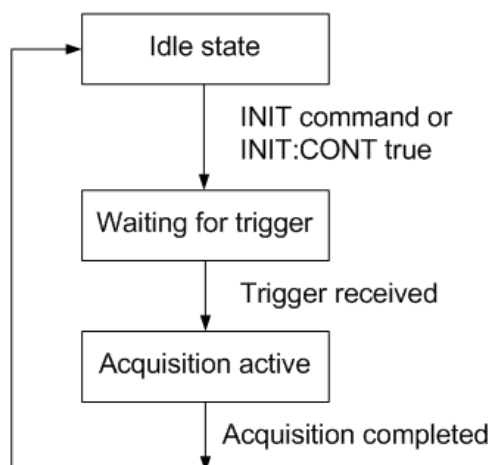 Idle state
INIT command or
INIT:CONT true
Waiting for trigger
Trigger received
Acquisition active
Acquisition completed